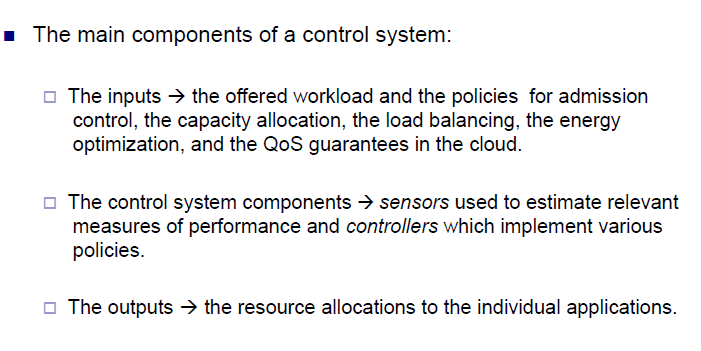 ■ The main components of a control system:
□ The inputs → the offered workload and the policies for admission
control, the capacity allocation, the load balancing, the energy
optimization, and the QoS guarantees in the cloud.
□ The control system components → sensors used to estimate relevant
measures of performance and controllers which implement various
policies.
□ The outputs → the resource allocations to the individual applications.